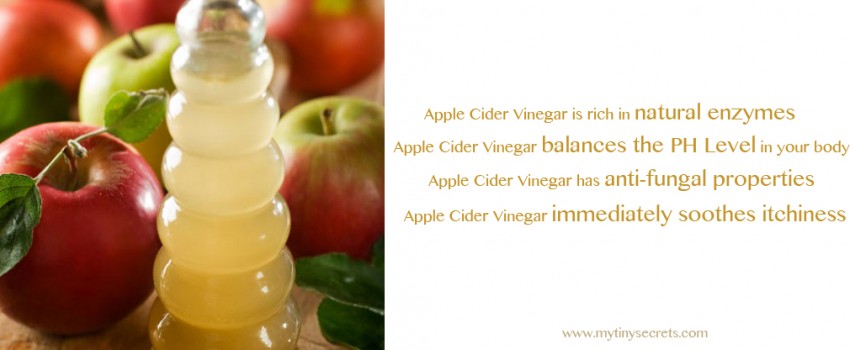 Apple Cider Vinegar is rich in natural enzymes
Apple Cider Vinegar balances the PH Level in your body
Apple Cider Vinegar has anti-fungal properties
Apple Cider Vinegar immediately soothes itchiness
www.mytinysecrets.com